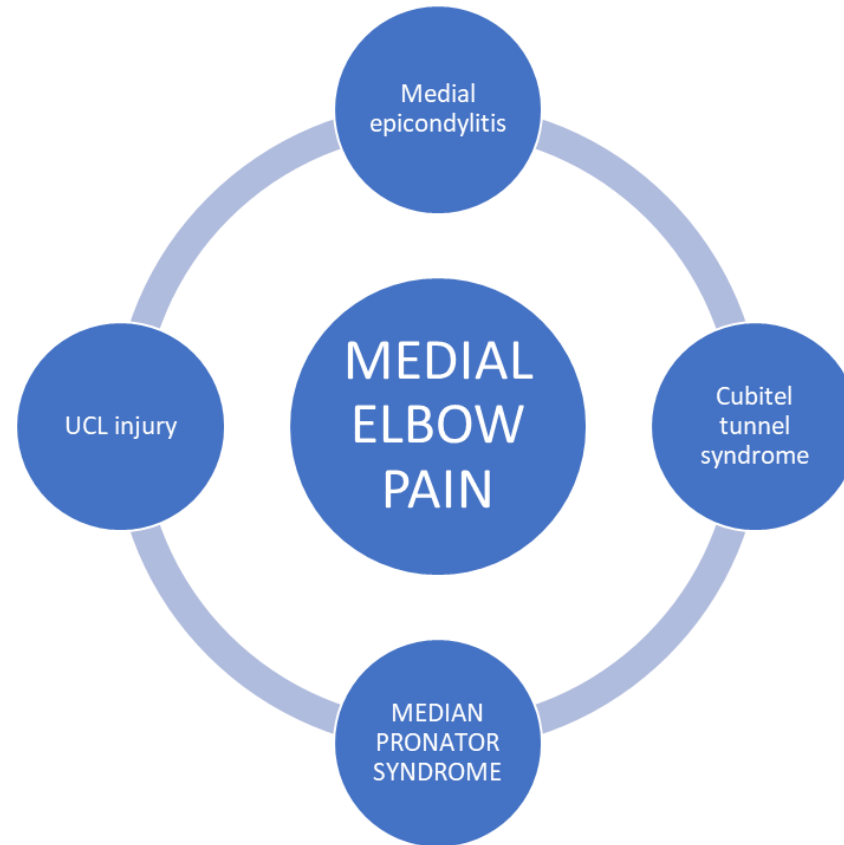 Medial
epicondylitis
MEDIAL
ELBOW
PAIN
Cubitel
tunnel
syndrome
UCL injury
MEDIAN
PRONATOR
SYNDROME